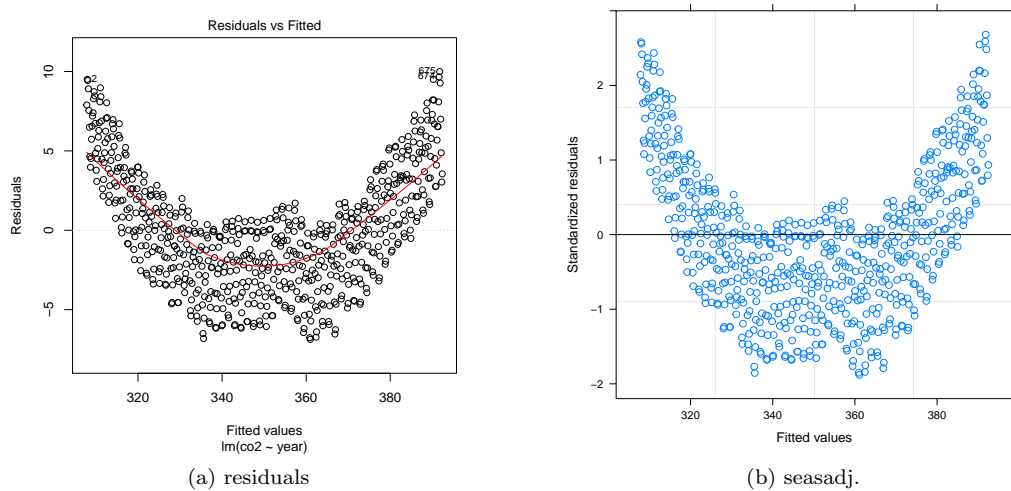 Residuals vs Fitted
Residuals
10
5
0
−5
2
675
320
340
360
380
Fitted values
lm(co2 ~ year)
(a) residuals
Standardized residuals
2
1
0
−1
−2
320
340
360
380
Fitted values
(b) seasadj.